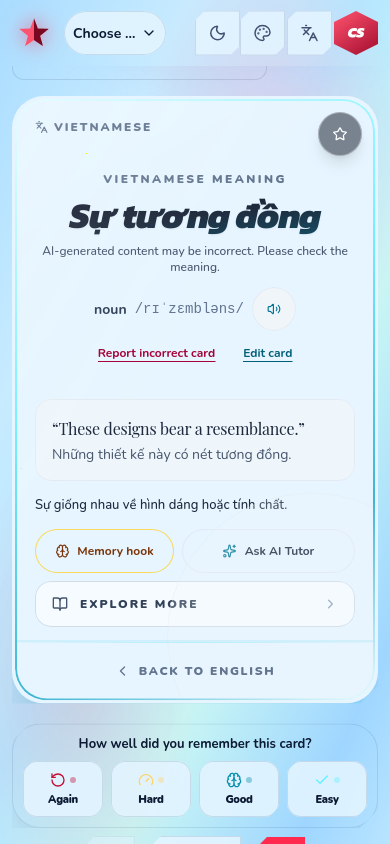 Choose ...
CS
VIETNAMESE
VIETNAMESE MEANING
Sự tương đồng
AI-generated content may be incorrect. Please check the
meaning.
noun /rɪˈzɛmbləns/
Report incorrect card Edit card
“These designs bear a resemblance.”
Những thiết kế này có nét tương đồng.
Sự giống nhau về hình dáng hoặc tính chất.
Memory hook Ask AI Tutor
EXPLORE MORE
BACK TO ENGLISH
How well did you remember this card?
Again Hard Good Easy